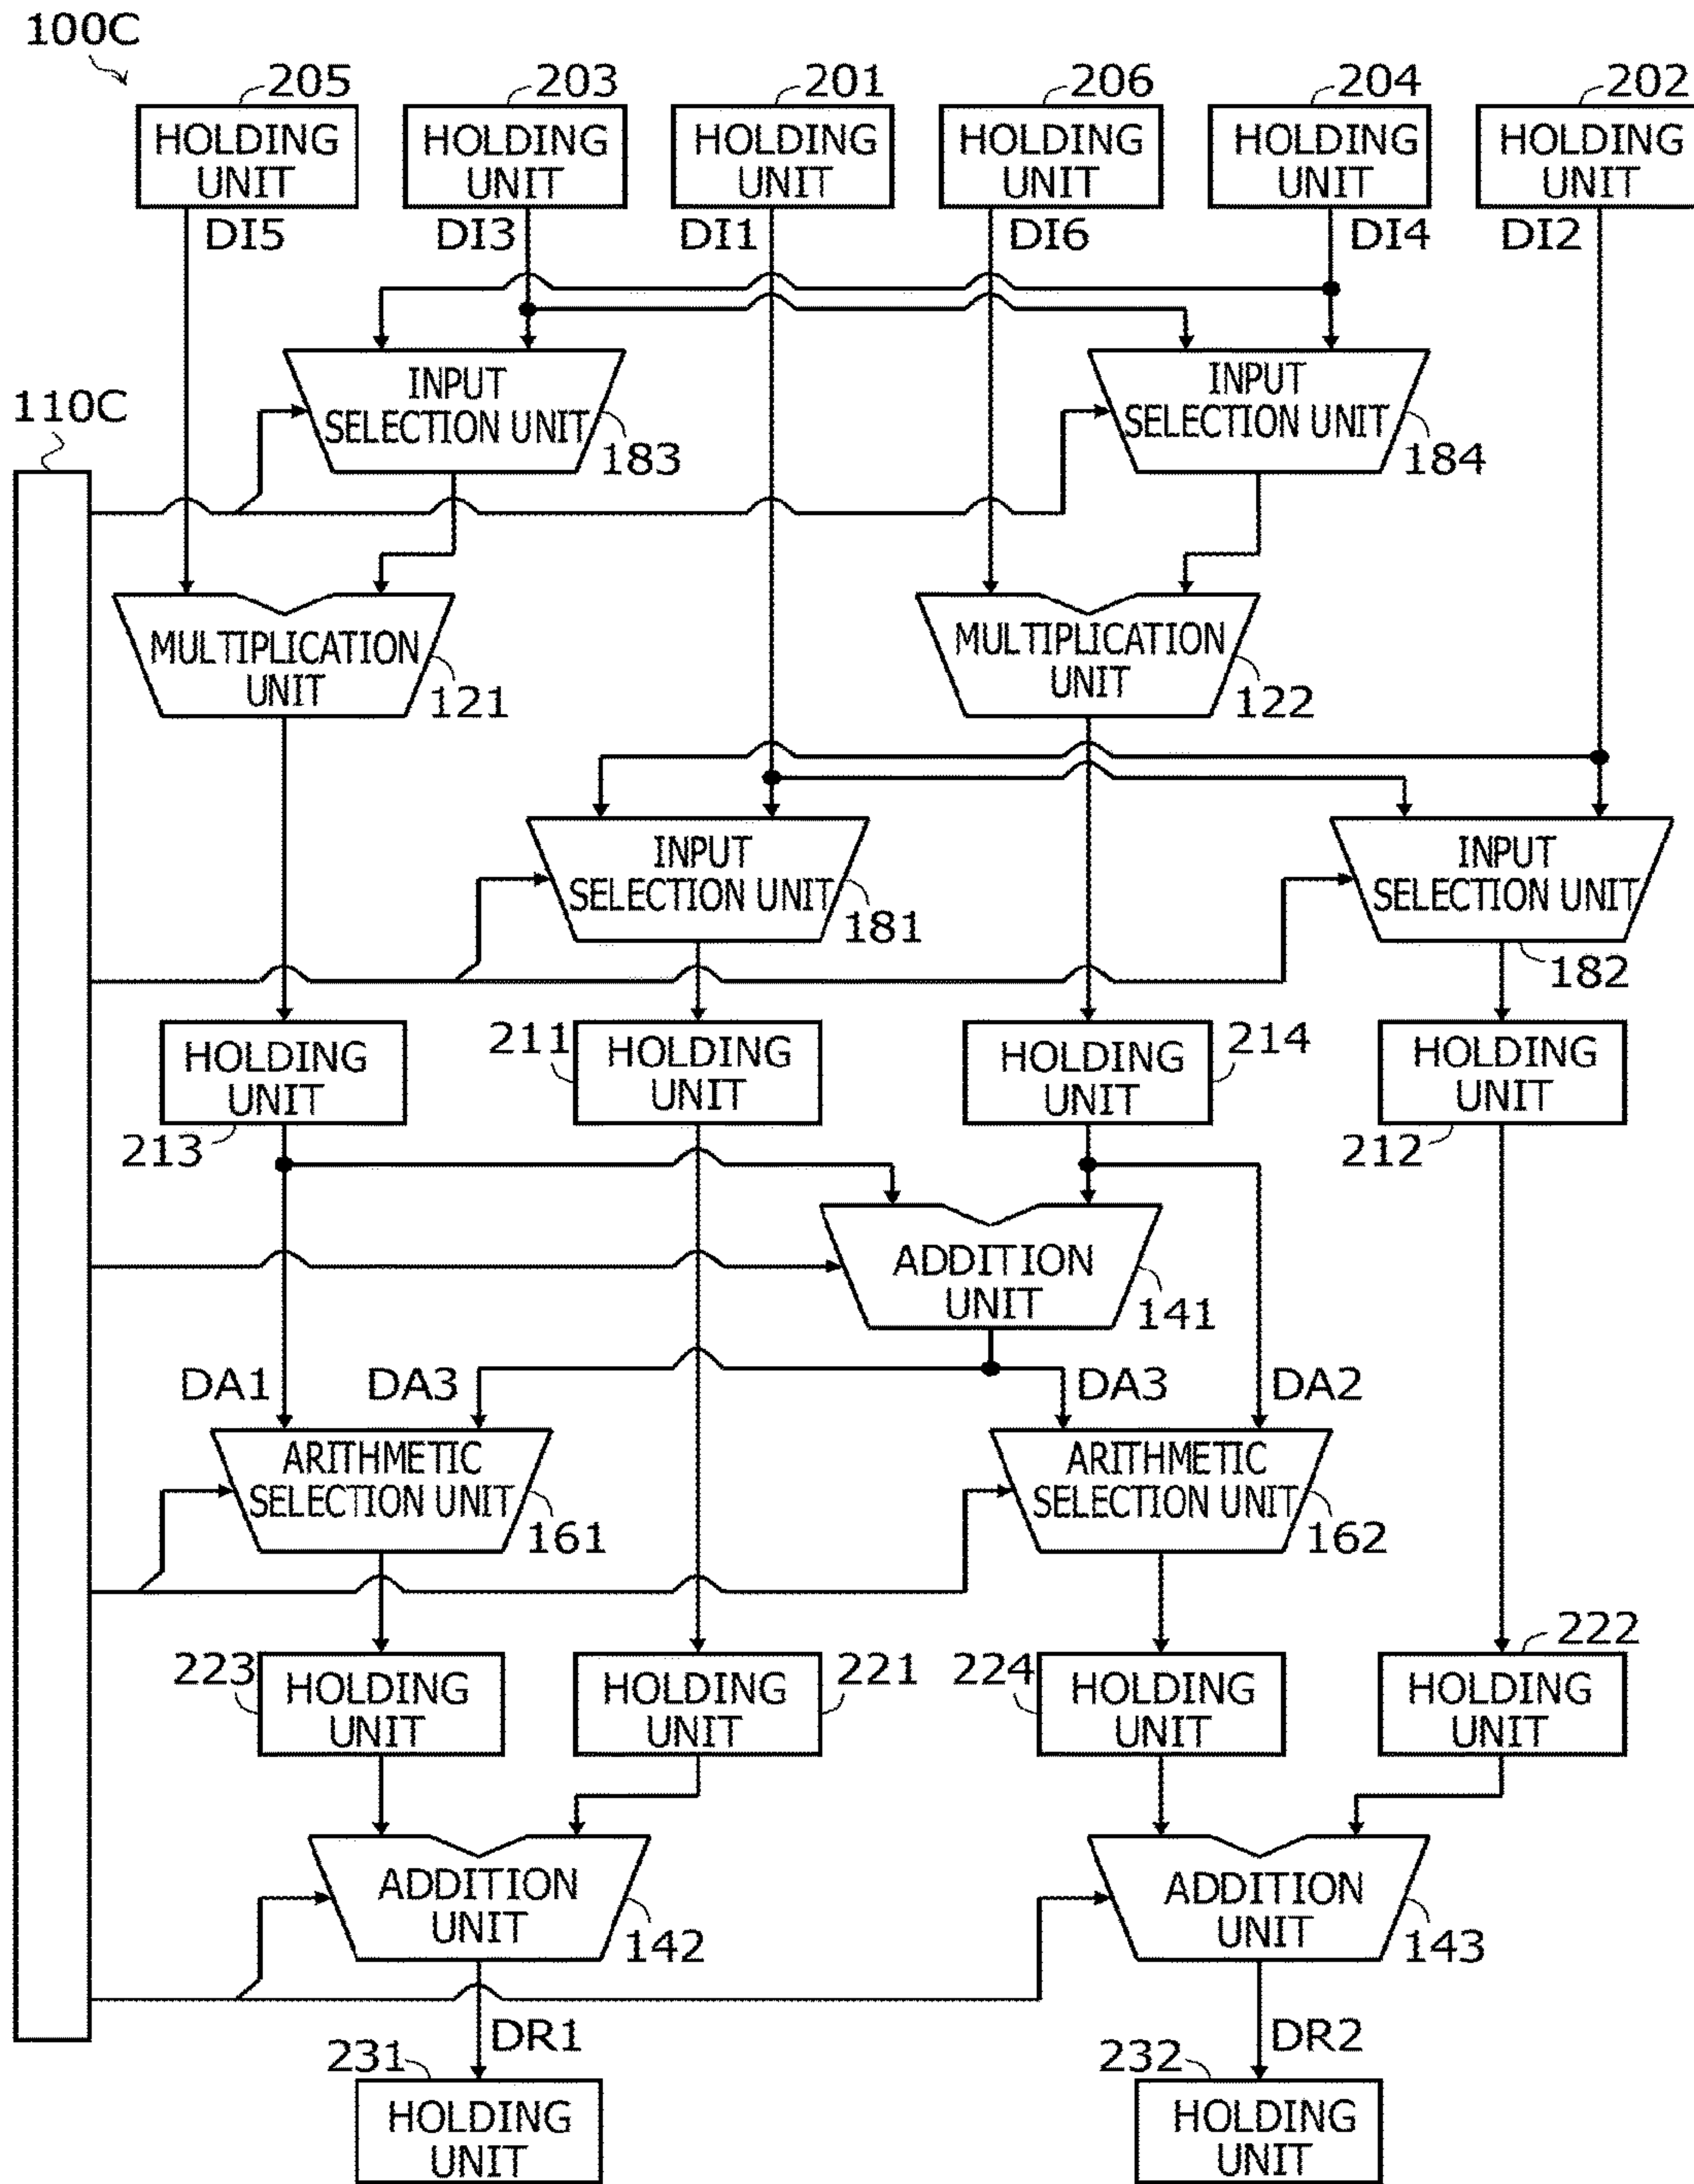 100C
205 203 201 206 204 202
HOLDING UNIT
HOLDING UNIT
HOLDING UNIT
HOLDING UNIT
HOLDING UNIT
HOLDING UNIT
DI5 DI3 DI1 DI6 DI4 DI2
INPUT SELECTION UNIT
183
INPUT SELECTION UNIT
184
110C
MULTIPLICATION UNIT
121
MULTIPLICATION UNIT
122
INPUT SELECTION UNIT
181
INPUT SELECTION UNIT
182
HOLDING UNIT
213
211
HOLDING UNIT
HOLDING UNIT
214
HOLDING UNIT
212
ADDITION UNIT
141
DA1 DA3 DA3 DA2
ARITHMETIC SELECTION UNIT
161
ARITHMETIC SELECTION UNIT
162
223
HOLDING UNIT
HOLDING UNIT
221
224
HOLDING UNIT
222
HOLDING UNIT
ADDITION UNIT
142
ADDITION UNIT
143
DR1 DR2
231
HOLDING UNIT
232
HOLDING UNIT